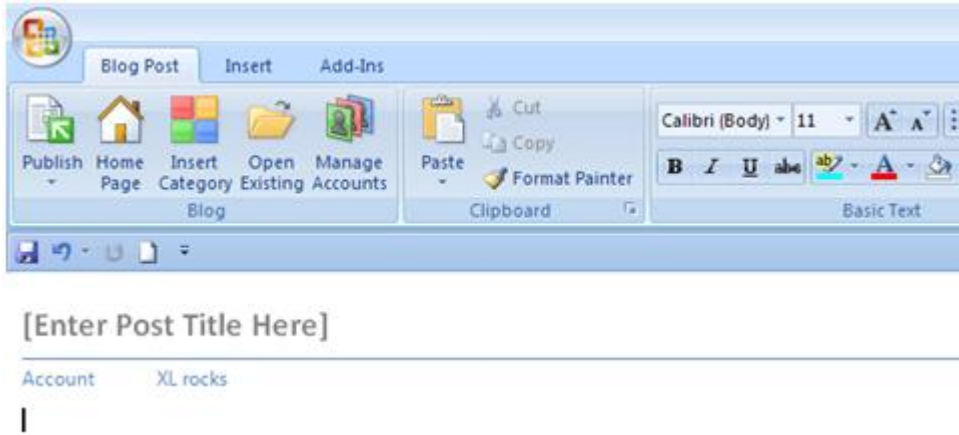 Blog Post Insert Add-Ins
Publish Home Page Insert Category Open Existing Manage Accounts
Blog
Paste
Cut
Copy
Format Painter
Clipboard
Calibri (Body) 11 A A
B I U abc ab A
Basic Text
[Enter Post Title Here]
Account XL rocks